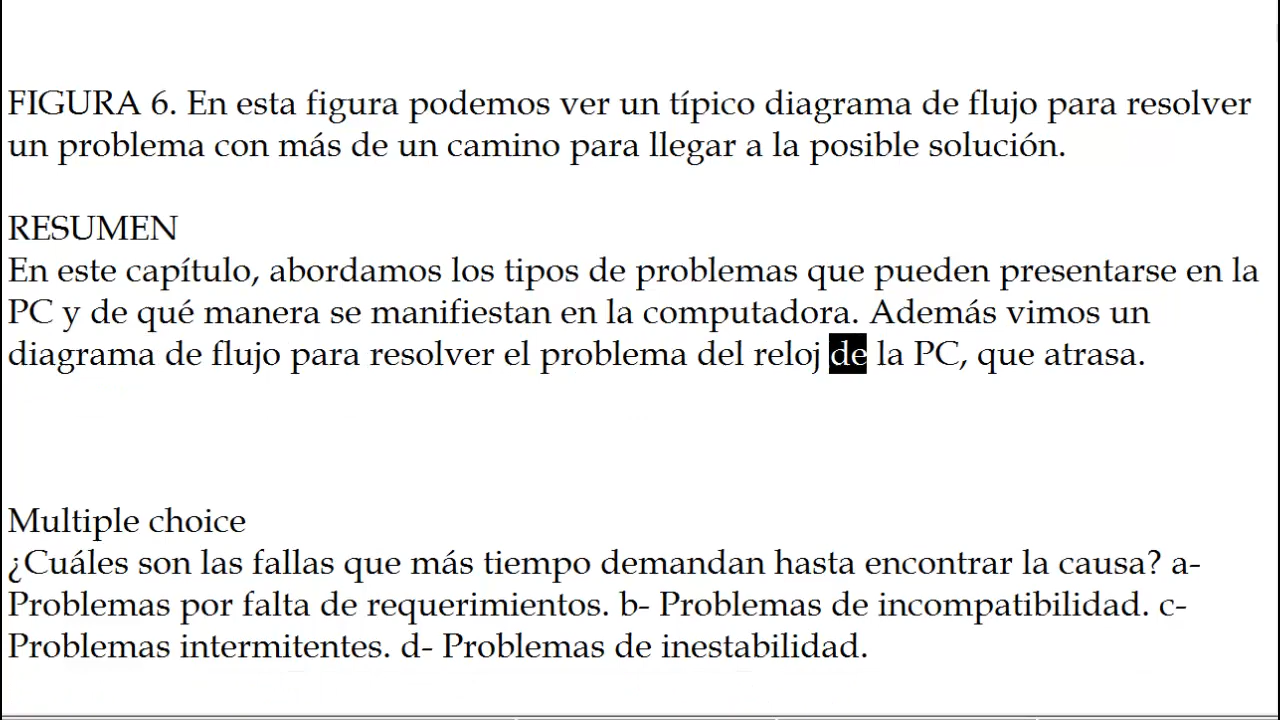 FIGURA 6. En esta figura podemos ver un típico diagrama de flujo para resolver
un problema con más de un camino para llegar a la posible solución.
RESUMEN
En este capítulo, abordamos los tipos de problemas que pueden presentarse en la
PC y de qué manera se manifiestan en la computadora. Además vimos un
diagrama de flujo para resolver el problema del reloj de la PC, que atrasa.
Multiple choice
¿Cuáles son las fallas que más tiempo demandan hasta encontrar la causa? a-
Problemas por falta de requerimientos. b- Problemas de incompatibilidad. c-
Problemas intermitentes. d- Problemas de inestabilidad.